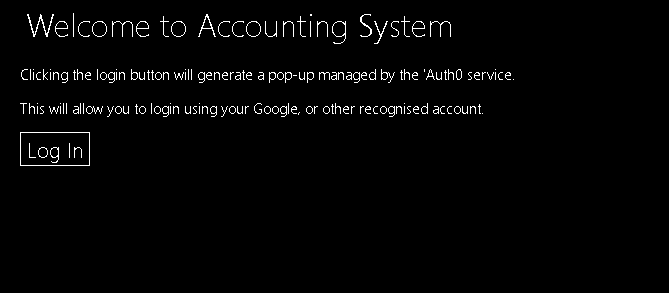 Welcome to Accounting System
Clicking the login button will generate a pop-up managed by the 'Auth0 service.
This will allow you to login using your Google, or other recognised account.
Log In